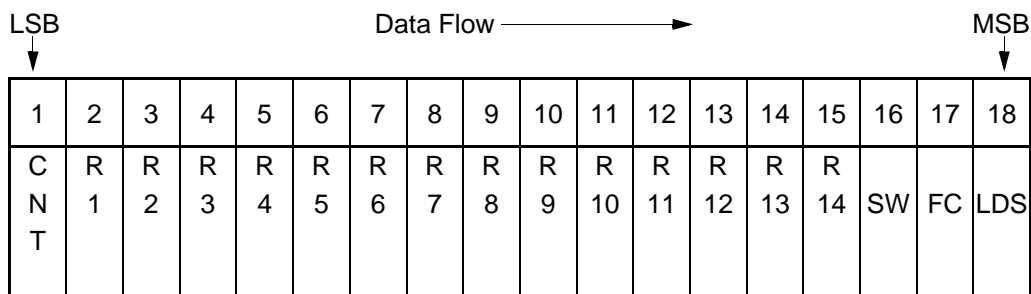 LSB Data Flow MSB
1 2 3 4 5 6 7 8 9 10 11 12 13 14 15 16 17 18
C R R R R R R R R R R R R R R
N 1 2 3 4 5 6 7 8 9 10 11 12 13 14 SW FC LDS
T